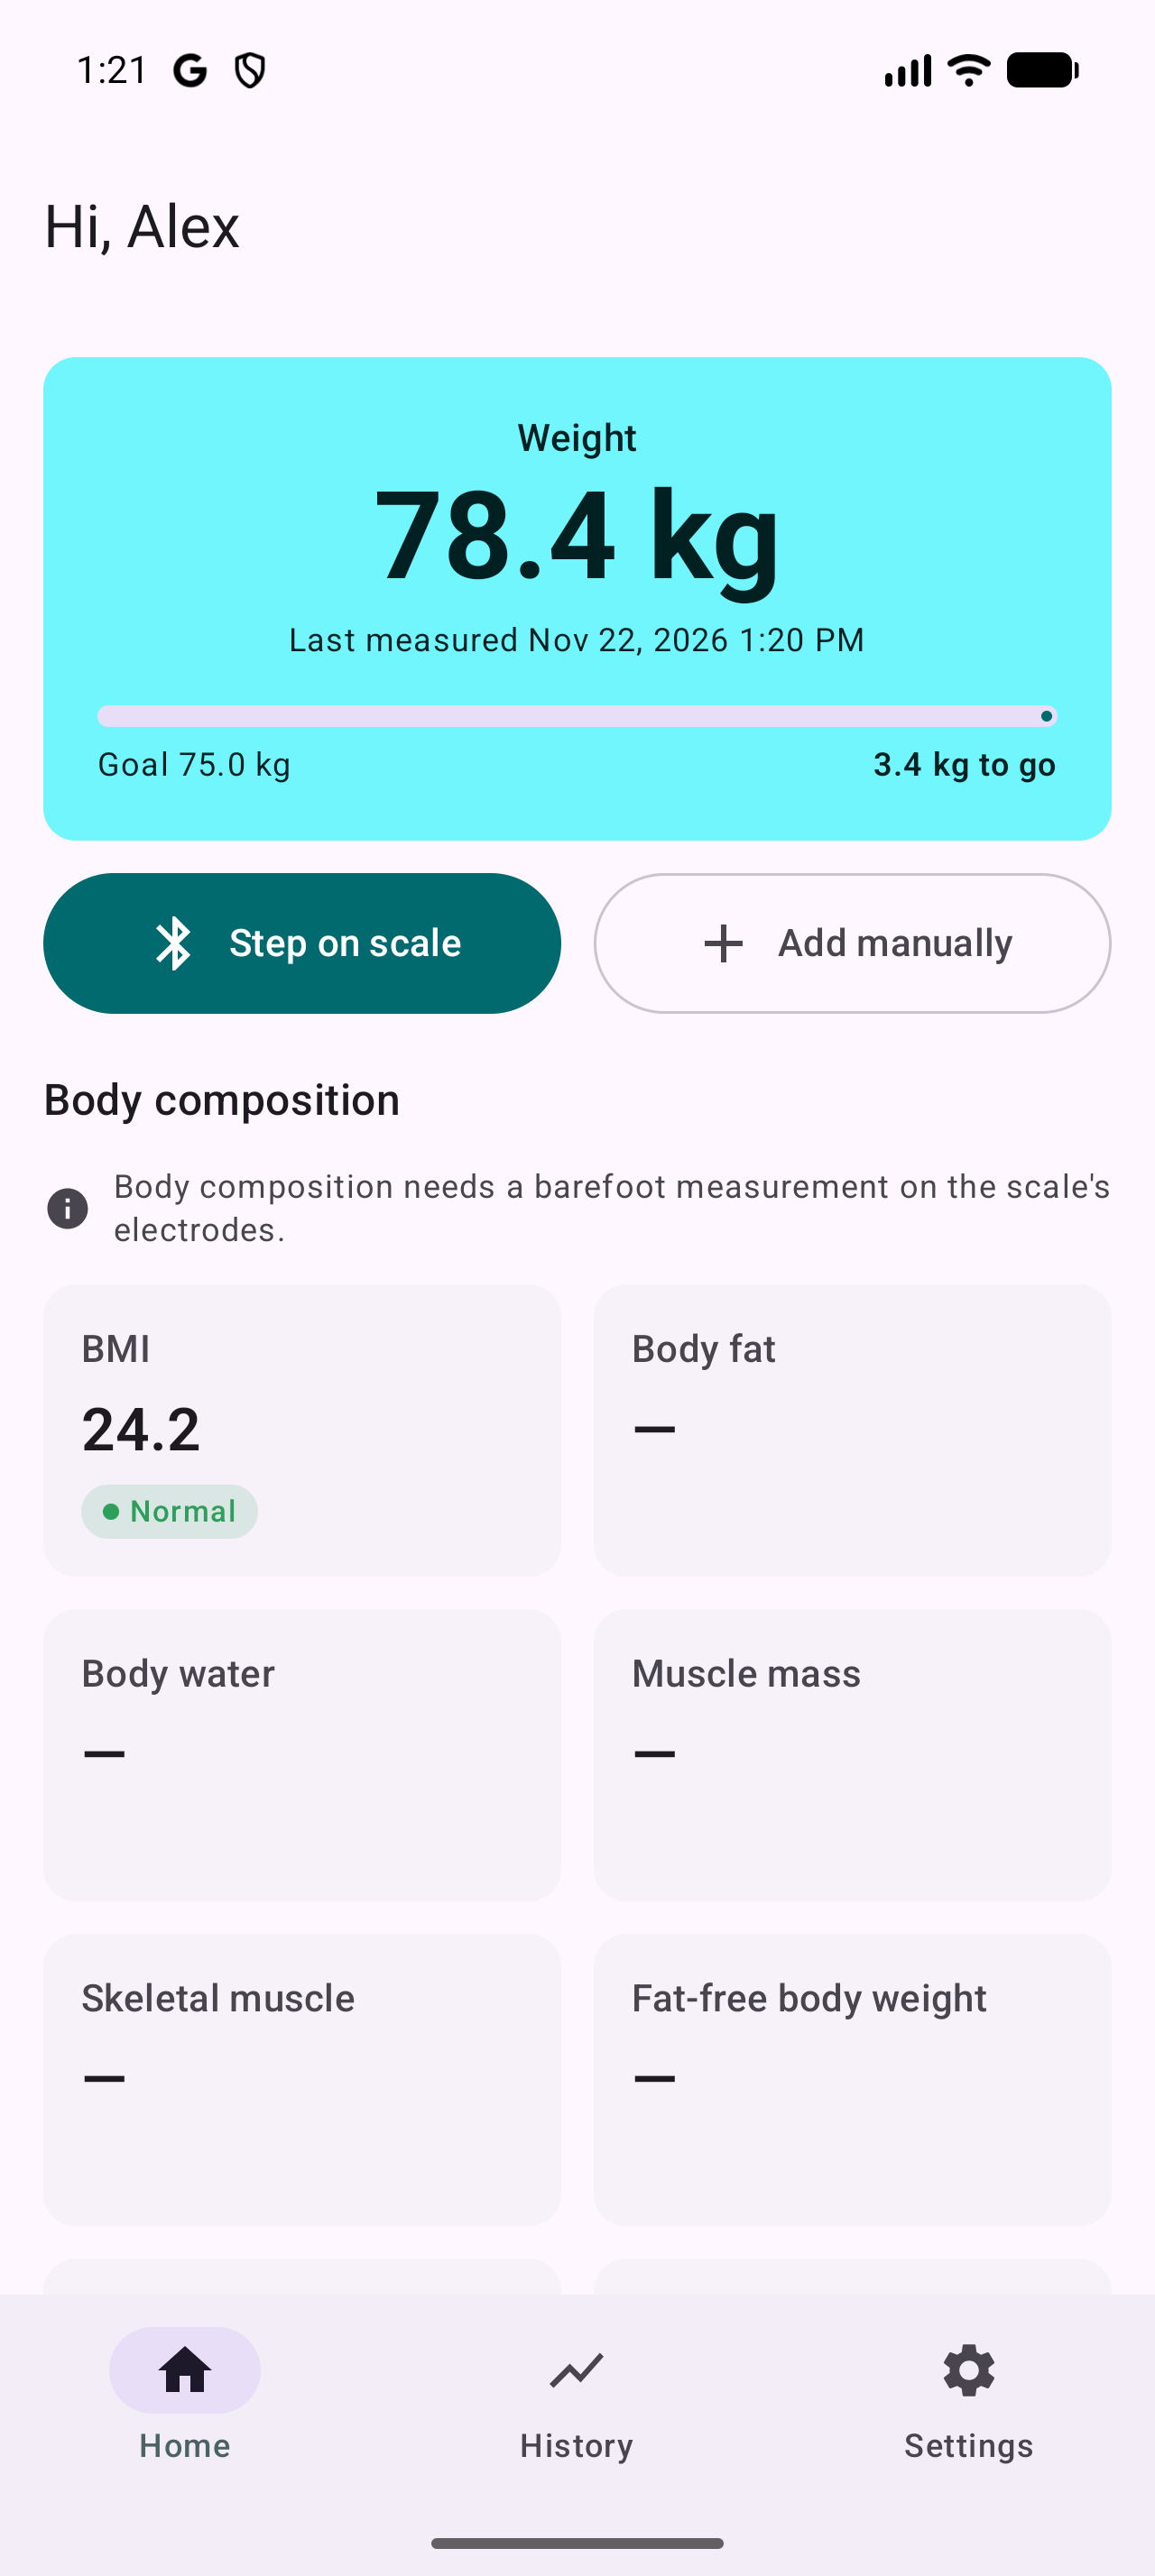 1:21
Hi, Alex
Weight
78.4 kg
Last measured Nov 22, 2026 1:20 PM
Goal 75.0 kg
3.4 kg to go
Step on scale
Add manually
Body composition
Body composition needs a barefoot measurement on the scale's
electrodes.
BMI
24.2
Normal
Body fat
—
Body water
—
Muscle mass
—
Skeletal muscle
—
Fat-free body weight
—
Home
History
Settings